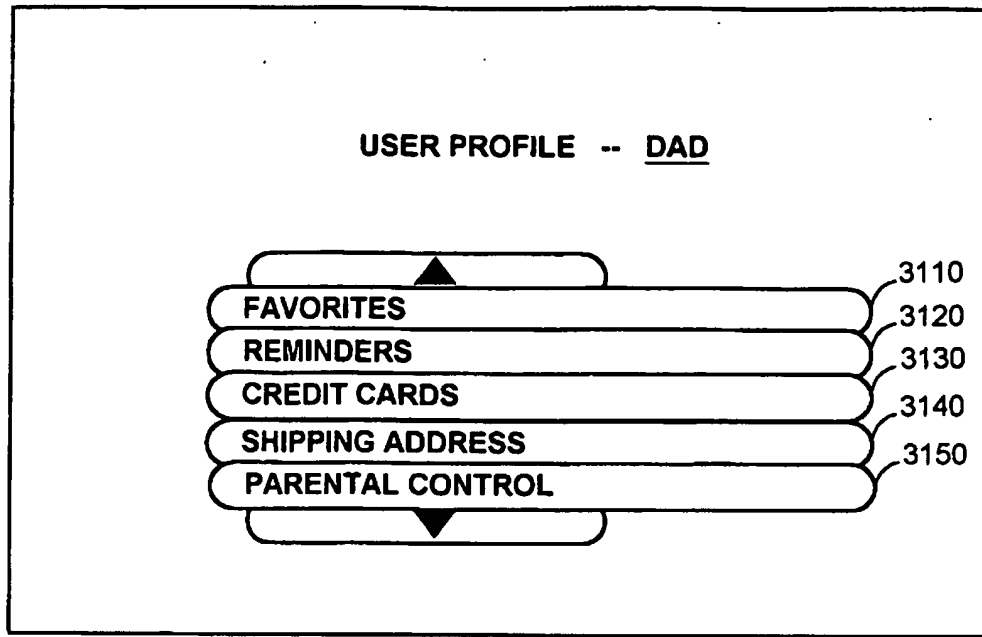 USER PROFILE -- DAD
FAVORITES 3110
REMINDERS 3120
CREDIT CARDS 3130
SHIPPING ADDRESS 3140
PARENTAL CONTROL 3150